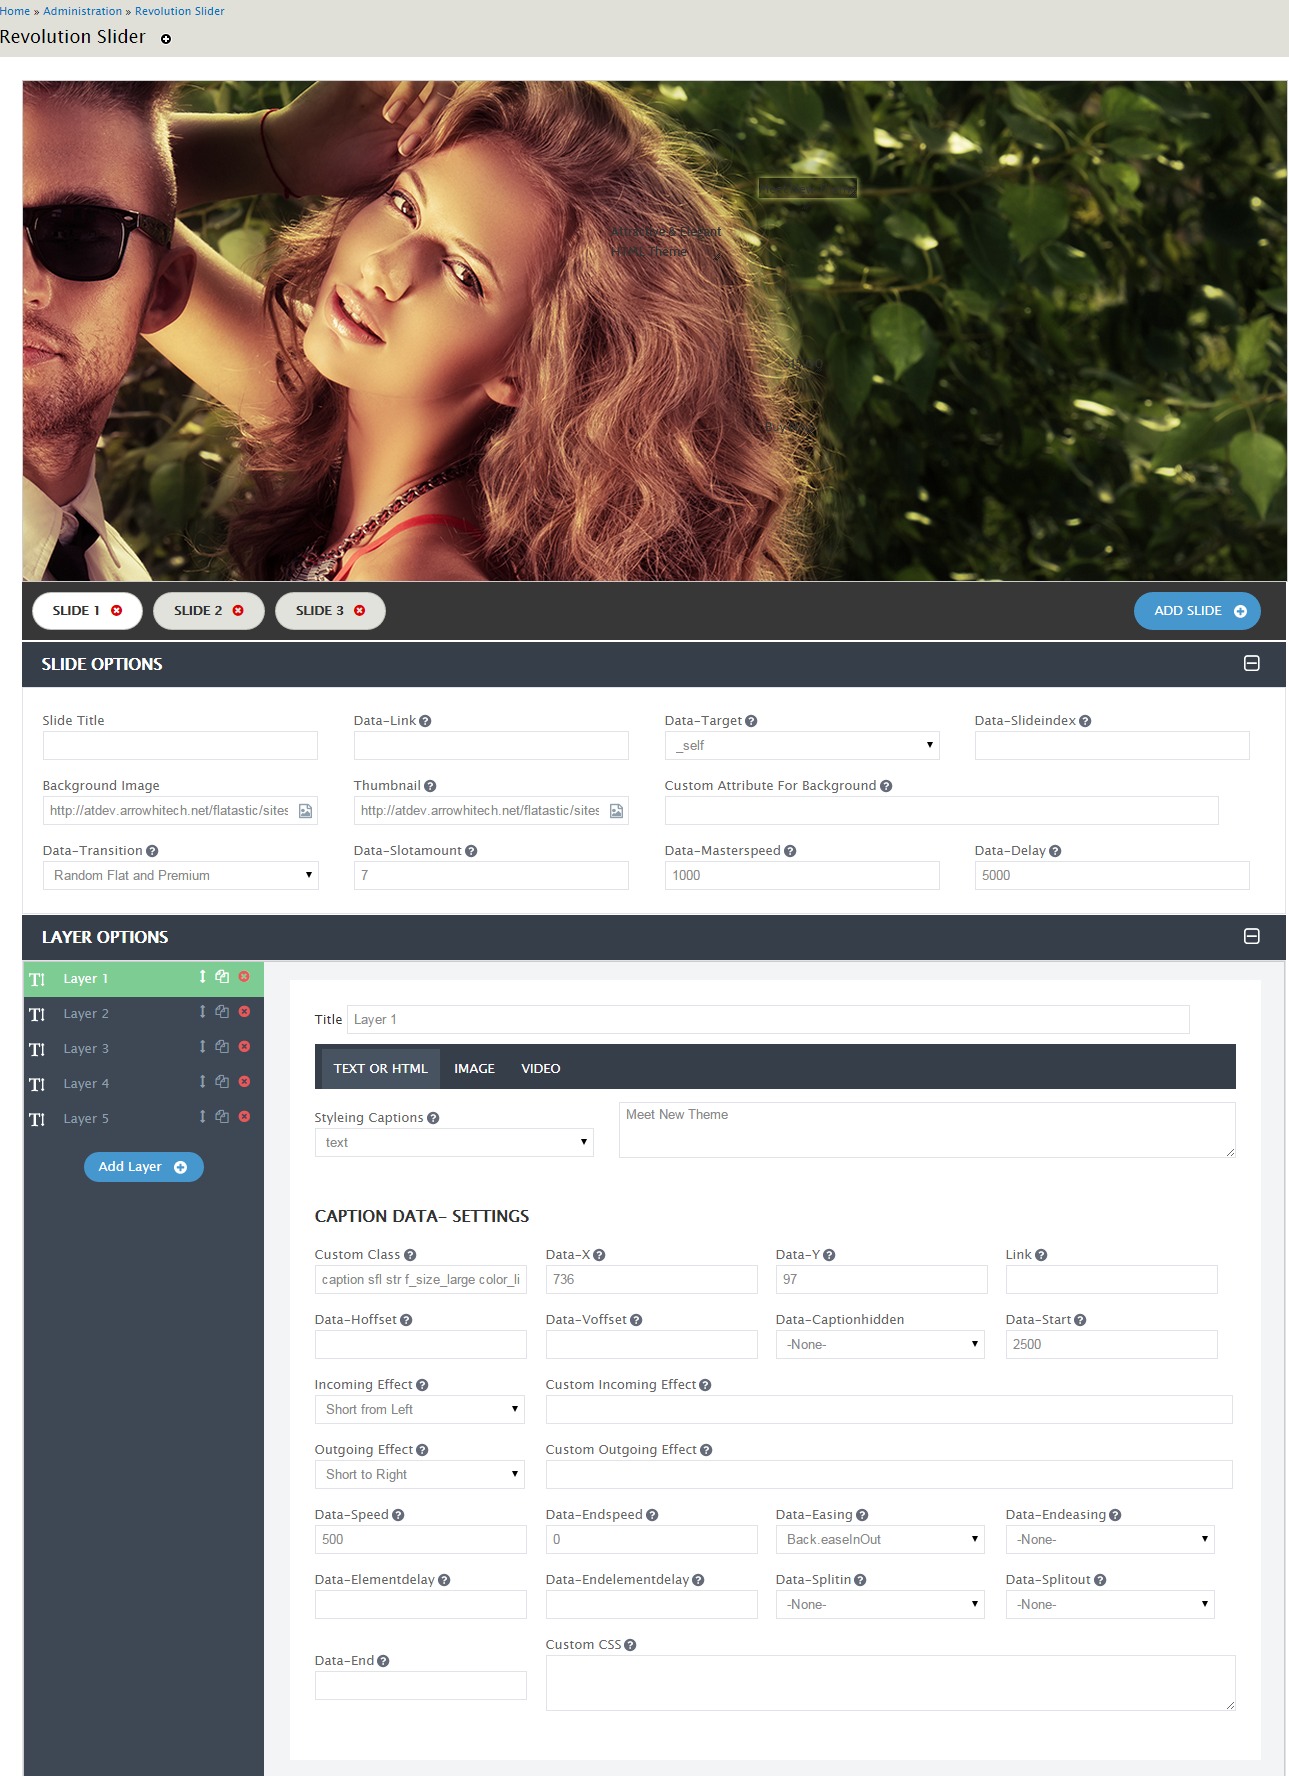 Home » Administration » Revolution Slider
Revolution Slider
Attractive & Elegant
HTML Theme
SLIDE 1
SLIDE 2
SLIDE 3
ADD SLIDE
SLIDE OPTIONS
Slide Title
Data-Link
Data-Target
Data-Slideindex
_self
Background Image
Thumbnail
Custom Attribute For Background
http://atdev.arrowhitech.net/flatastic/sites
http://atdev.arrowhitech.net/flatastic/sites
Data-Transition
Data-Slotamount
Data-Masterspeed
Data-Delay
Random Flat and Premium
7
1000
5000
LAYER OPTIONS
Layer 1
Layer 2
Layer 3
Layer 4
Layer 5
Add Layer
Title Layer 1
TEXT OR HTML IMAGE VIDEO
Styleing Captions
text
Meet New Theme
CAPTION DATA- SETTINGS
Custom Class
Data-X
Data-Y
Link
caption sfl str f_size_large color_li
736
97
Data-Hoffset
Data-Voffset
Data-Captionhidden
Data-Start
-None-
2500
Incoming Effect
Custom Incoming Effect
Short from Left
Outgoing Effect
Custom Outgoing Effect
Short to Right
Data-Speed
Data-Endspeed
Data-Easing
Data-Endeasing
500
0
Back.easeInOut
-None-
Data-Elementdelay
Data-Endelementdelay
Data-Splitin
Data-Splitout
-None-
-None-
Data-End
Custom CSS